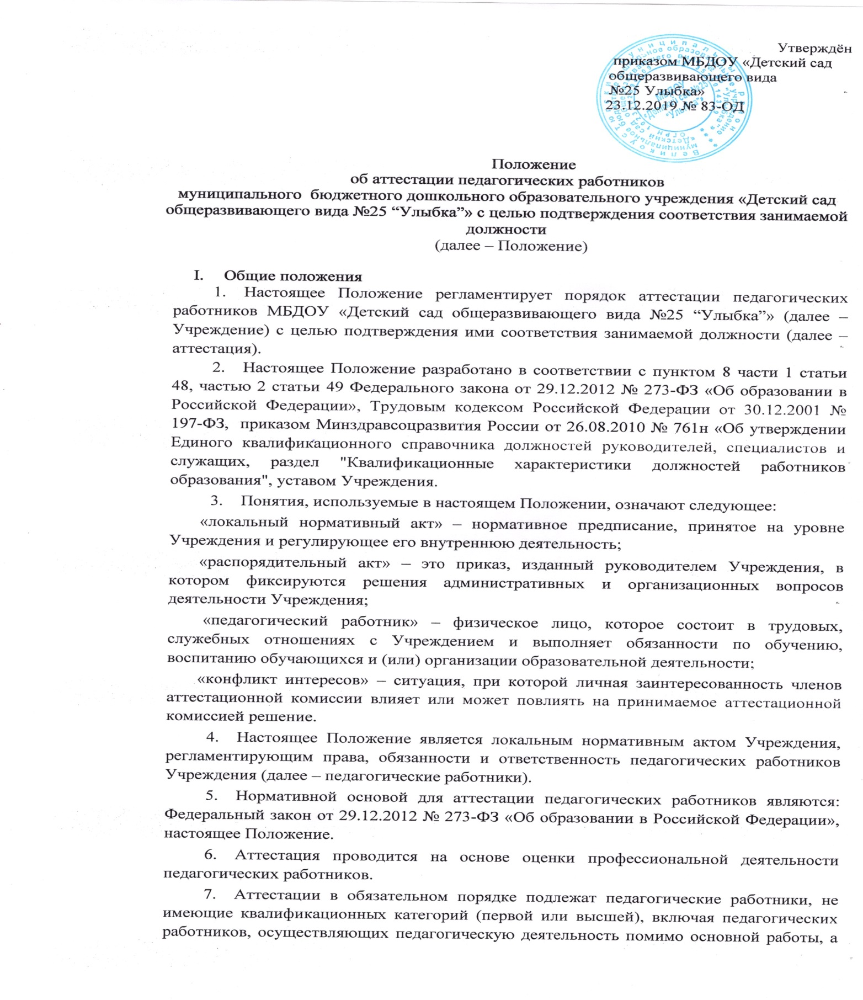 Утверждён
приказом МБДОУ «Детский сад
общеразвивающего вида
№25 Улыбка»
23.12.2019 № 83-ОД
МБДОУ
"Детский сад №25
"Улыбка"
Положение
об аттестации педагогических работников
муниципального бюджетного дошкольного образовательного учреждения «Детский сад
общеразвивающего вида №25 “Улыбка”» с целью подтверждения соответствия занимаемой
должности
(далее – Положение)
I. Общие положения
1. Настоящее Положение регламентирует порядок аттестации педагогических
работников МБДОУ «Детский сад общеразвивающего вида №25 “Улыбка”» (далее –
Учреждение) с целью подтверждения ими соответствия занимаемой должности (далее –
аттестация).
2. Настоящее Положение разработано в соответствии с пунктом 8 части 1 статьи
48, частью 2 статьи 49 Федерального закона от 29.12.2012 № 273-ФЗ «Об образовании в
Российской Федерации», Трудовым кодексом Российской Федерации от 30.12.2001 №
197-ФЗ, приказом Минздравсоцразвития России от 26.08.2010 № 761н «Об утверждении
Единого квалификационного справочника должностей руководителей, специалистов и
служащих, раздел "Квалификационные характеристики должностей работников
образования", уставом Учреждения.
3. Понятия, используемые в настоящем Положении, означают следующее:
«локальный нормативный акт» – нормативное предписание, принятое на уровне
Учреждения и регулирующее его внутреннюю деятельность;
«распорядительный акт» – это приказ, изданный руководителем Учреждения, в
котором фиксируются решения административных и организационных вопросов
деятельности Учреждения;
«педагогический работник» – физическое лицо, которое состоит в трудовых,
служебных отношениях с Учреждением и выполняет обязанности по обучению,
воспитанию обучающихся и (или) организации образовательной деятельности;
«конфликт интересов» – ситуация, при которой личная заинтересованность членов
аттестационной комиссии влияет или может повлиять на принимаемое аттестационной
комиссией решение.
4. Настоящее Положение является локальным нормативным актом Учреждения,
регламентирующим права, обязанности и ответственность педагогических работников
Учреждения (далее – педагогические работники).
5. Нормативной основой для аттестации педагогических работников являются:
Федеральный закон от 29.12.2012 № 273-ФЗ «Об образовании в Российской Федерации»,
настоящее Положение.
6. Аттестация проводится на основе оценки профессиональной деятельности
педагогических работников.
7. Аттестации в обязательном порядке подлежат педагогические работники, не
имеющие квалификационных категорий (первой или высшей), включая педагогических
работников, осуществляющих педагогическую деятельность помимо основной работы, а